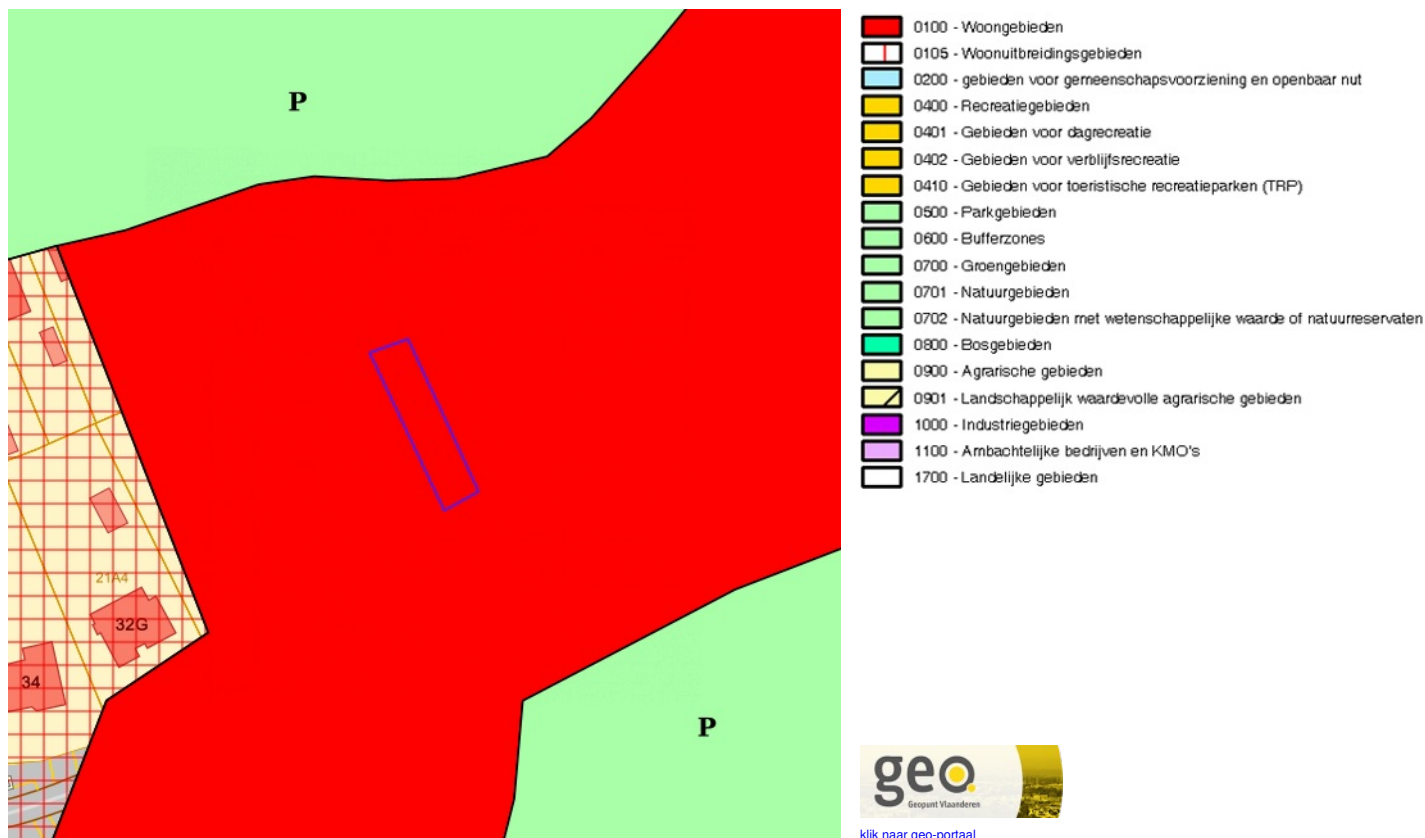 P
21A4
32G
34
P
0100 - Woongebieden
0105 - Woonuitbreidingsgebieden
0200 - gebieden voor gemeenschapsvoorziening en openbaar nut
0400 - Recreatiegebieden
0401 - Gebieden voor dagrecreatie
0402 - Gebieden voor verblijfsrecreatie
0410 - Gebieden voor toeristische recreatieparken (TRP)
0500 - Parkgebieden
0600 - Bufferzones
0700 - Groengebieden
0701 - Natuurgebieden
0702 - Natuurgebieden met wetenschappelijke waarde of natuurreservaten
0800 - Bosgebieden
0900 - Agrarische gebieden
0901 - Landschappelijk waardevolle agrarische gebieden
1000 - Industriegebieden
1100 - Ambachtelijke bedrijven en KMO's
1700 - Landelijke gebieden
geo
Geopunt Vlaanderen
klik naar geo-portaal